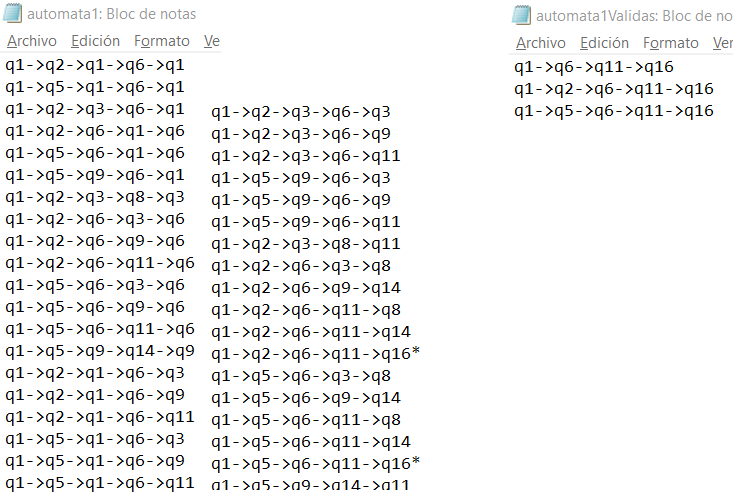 automata1: Bloc de notas
Archivo Edición Formato Ve
q1->q2->q1->q6->q1
q1->q5->q1->q6->q1
q1->q2->q3->q6->q1
q1->q2->q6->q1->q6
q1->q5->q6->q1->q6
q1->q5->q9->q6->q1
q1->q2->q3->q8->q3
q1->q2->q6->q3->q6
q1->q2->q6->q9->q6
q1->q2->q6->q11->q6
q1->q5->q6->q3->q6
q1->q5->q6->q9->q6
q1->q5->q6->q11->q6
q1->q5->q9->q14->q9
q1->q2->q1->q6->q3
q1->q2->q1->q6->q9
q1->q2->q1->q6->q11
q1->q5->q1->q6->q3
q1->q5->q1->q6->q9
q1->q5->q1->q6->q11
q1->q2->q3->q6->q3
q1->q2->q3->q6->q9
q1->q2->q3->q6->q11
q1->q5->q9->q6->q3
q1->q5->q9->q6->q9
q1->q5->q9->q6->q11
q1->q2->q3->q8->q11
q1->q2->q6->q3->q8
q1->q2->q6->q9->q14
q1->q2->q6->q11->q8
q1->q2->q6->q11->q14
q1->q2->q6->q11->q16*
q1->q5->q6->q3->q8
q1->q5->q6->q9->q14
q1->q5->q6->q11->q8
q1->q5->q6->q11->q14
q1->q5->q6->q11->q16*
q1->q5->q9->q14->q11
automata1Validas: Bloc de no
Archivo Edición Formato Ver
q1->q6->q11->q16
q1->q2->q6->q11->q16
q1->q5->q6->q11->q16